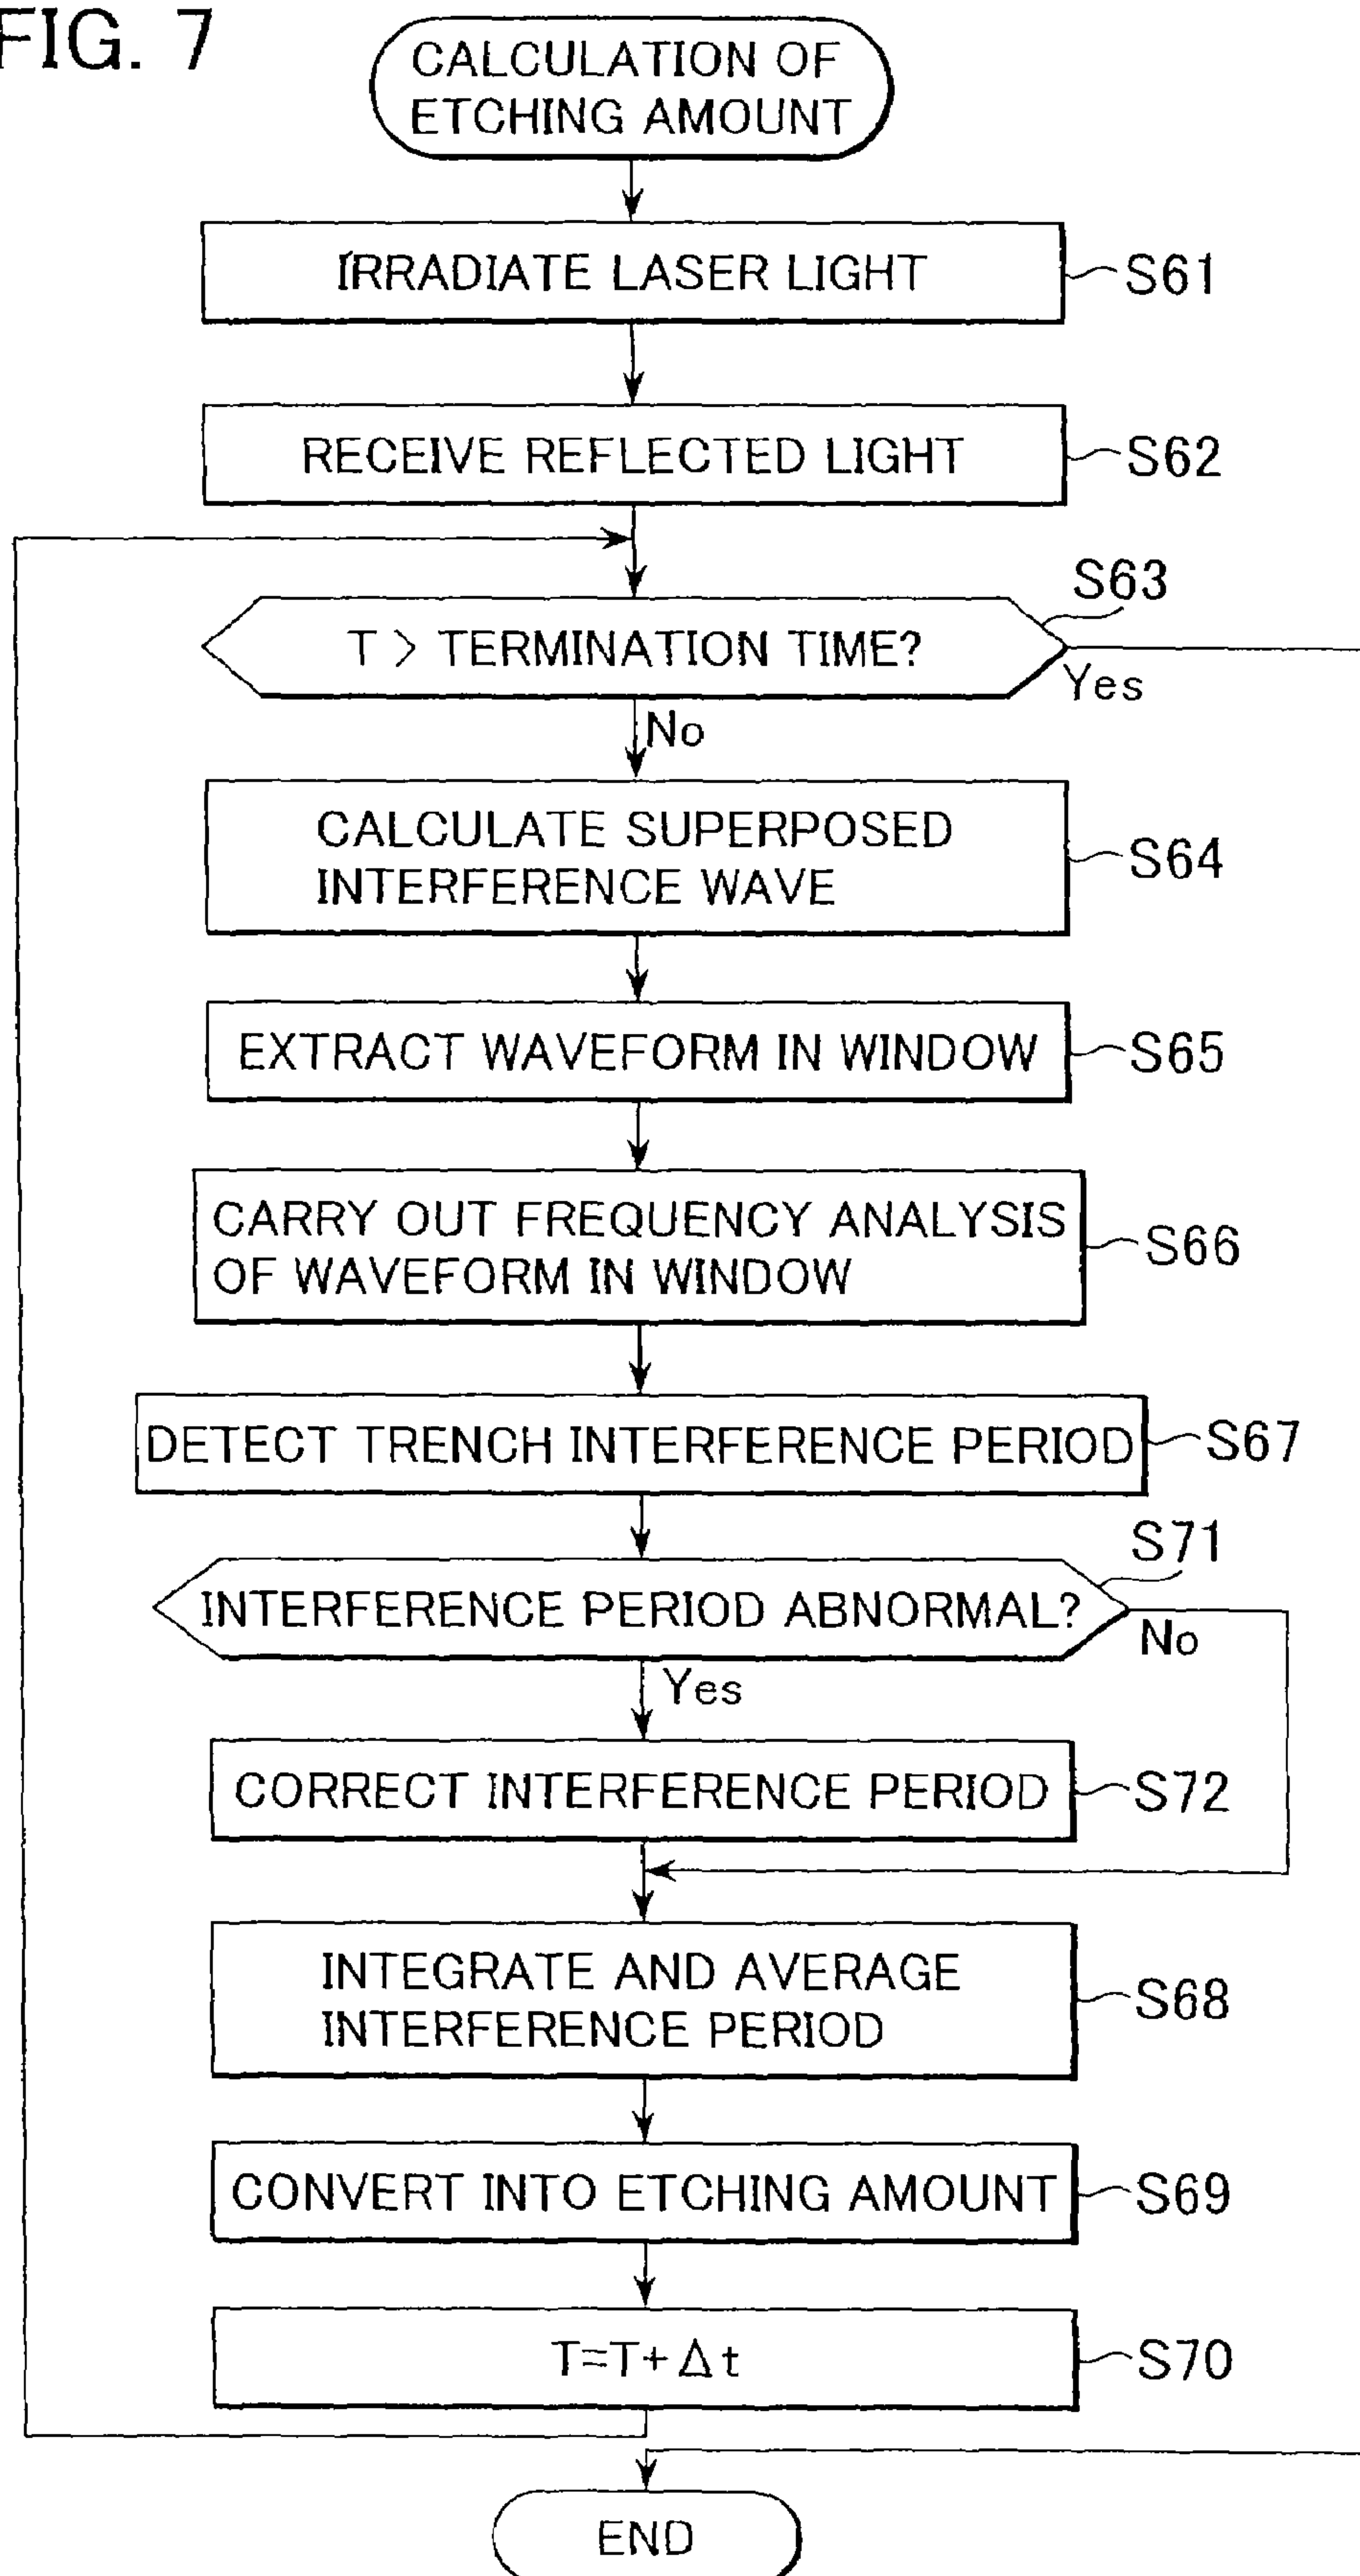 FIG. 7
CALCULATION OF
ETCHING AMOUNT
IRRADIATE LASER LIGHT
S61
RECEIVE REFLECTED LIGHT
S62
S63
T > TERMINATION TIME?
Yes
No
CALCULATE SUPERPOSED
INTERFERENCE WAVE
S64
EXTRACT WAVEFORM IN WINDOW
S65
CARRY OUT FREQUENCY ANALYSIS
OF WAVEFORM IN WINDOW
S66
DETECT TRENCH INTERFERENCE PERIOD
S67
S71
INTERFERENCE PERIOD ABNORMAL?
No
Yes
CORRECT INTERFERENCE PERIOD
S72
INTEGRATE AND AVERAGE
INTERFERENCE PERIOD
S68
CONVERT INTO ETCHING AMOUNT
S69
T=T+Δt
S70
END